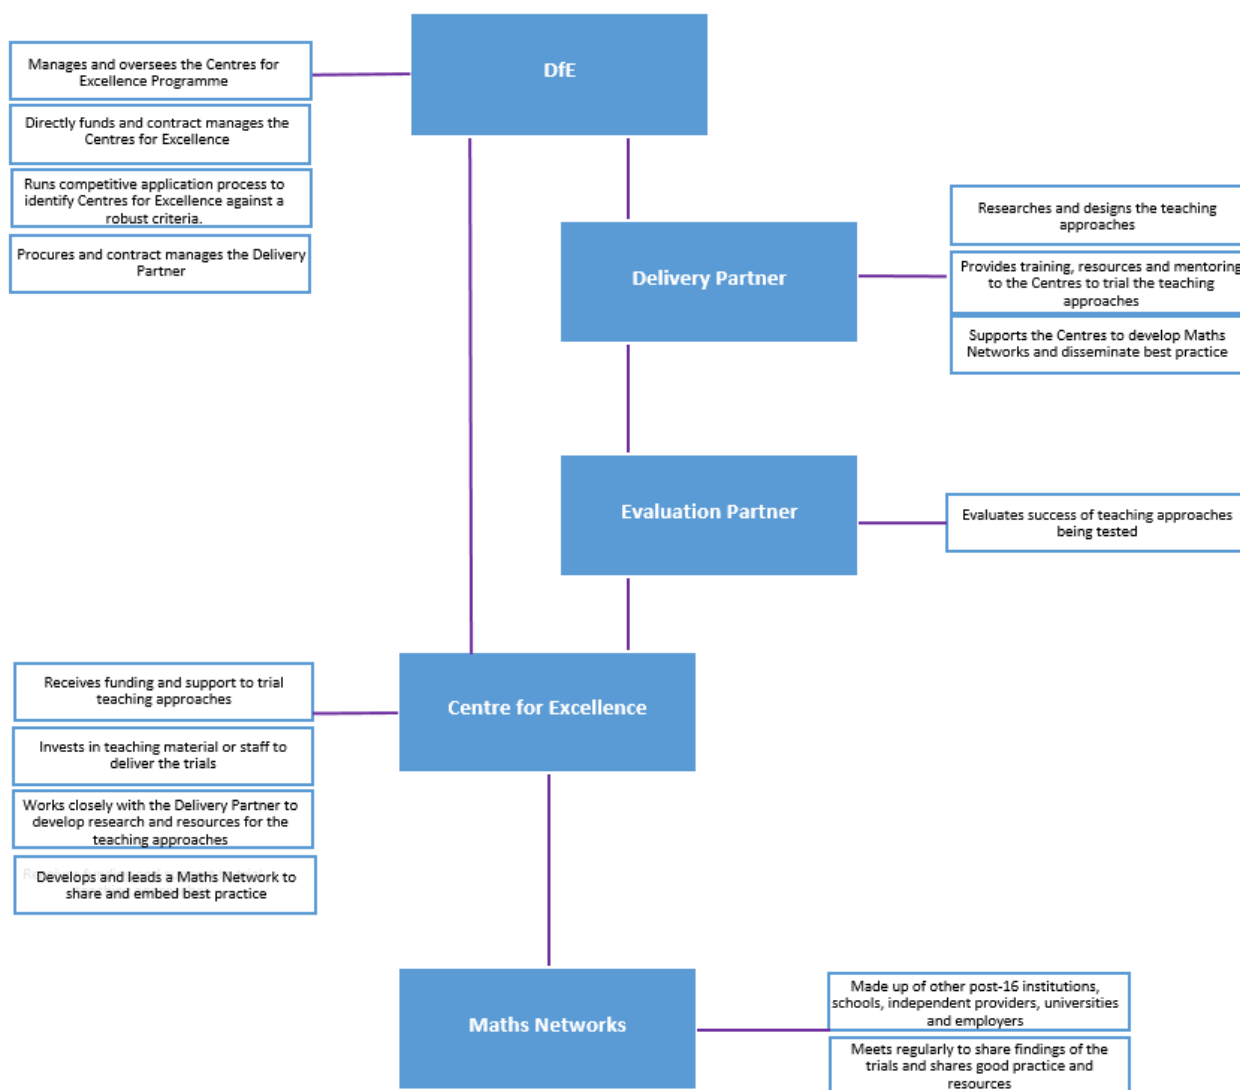 DfE
Manages and oversees the Centres for
Excellence Programme
Directly funds and contract manages the
Centres for Excellence
Runs competitive application process to
identify Centres for Excellence against a
robust criteria.
Procures and contract manages the Delivery
Partner
Delivery Partner
Researches and designs the teaching
approaches
Provides training, resources and mentoring
to the Centres to trial the teaching
approaches
Supports the Centres to develop Maths
Networks and disseminate best practice
Evaluation Partner
Evaluates success of teaching approaches
being tested
Centre for Excellence
Receives funding and support to trial
teaching approaches
Invests in teaching material or staff to
deliver the trials
Works closely with the Delivery Partner to
develop research and resources for the
teaching approaches
Develops and leads a Maths Network to
share and embed best practice
Maths Networks
Made up of other post-16 institutions,
schools, independent providers, universities
and employers
Meets regularly to share findings of the
trials and shares good practice and
resources